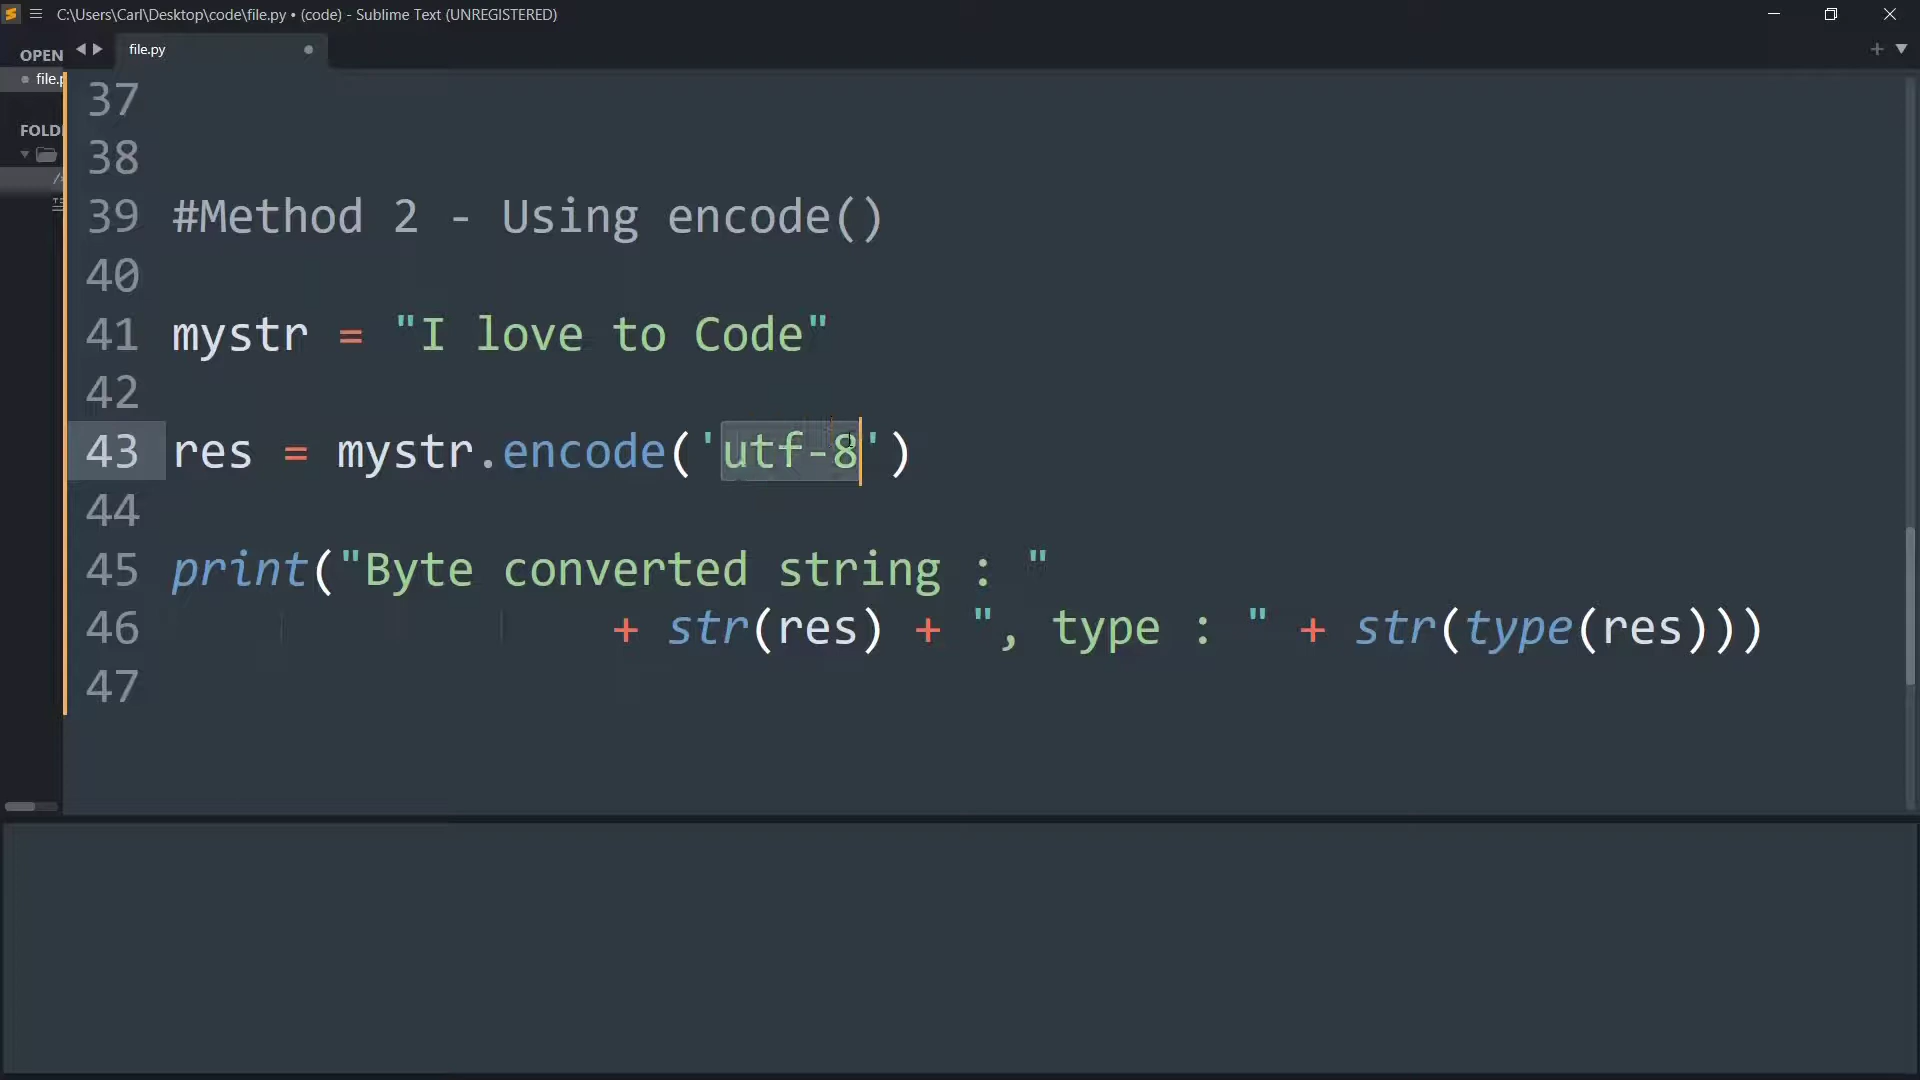 C:\Users\Carl\Desktop\code\file.py • (code) - Sublime Text (UNREGISTERED)
OPEN
file.py
file.p
FOLD
37
38
39 #Method 2 - Using encode()
40
41 mystr = "I love to Code"
42
43 res = mystr.encode('utf-8')
44
45 print("Byte converted string : "
46 + str(res) + ", type : " + str(type(res)))
47